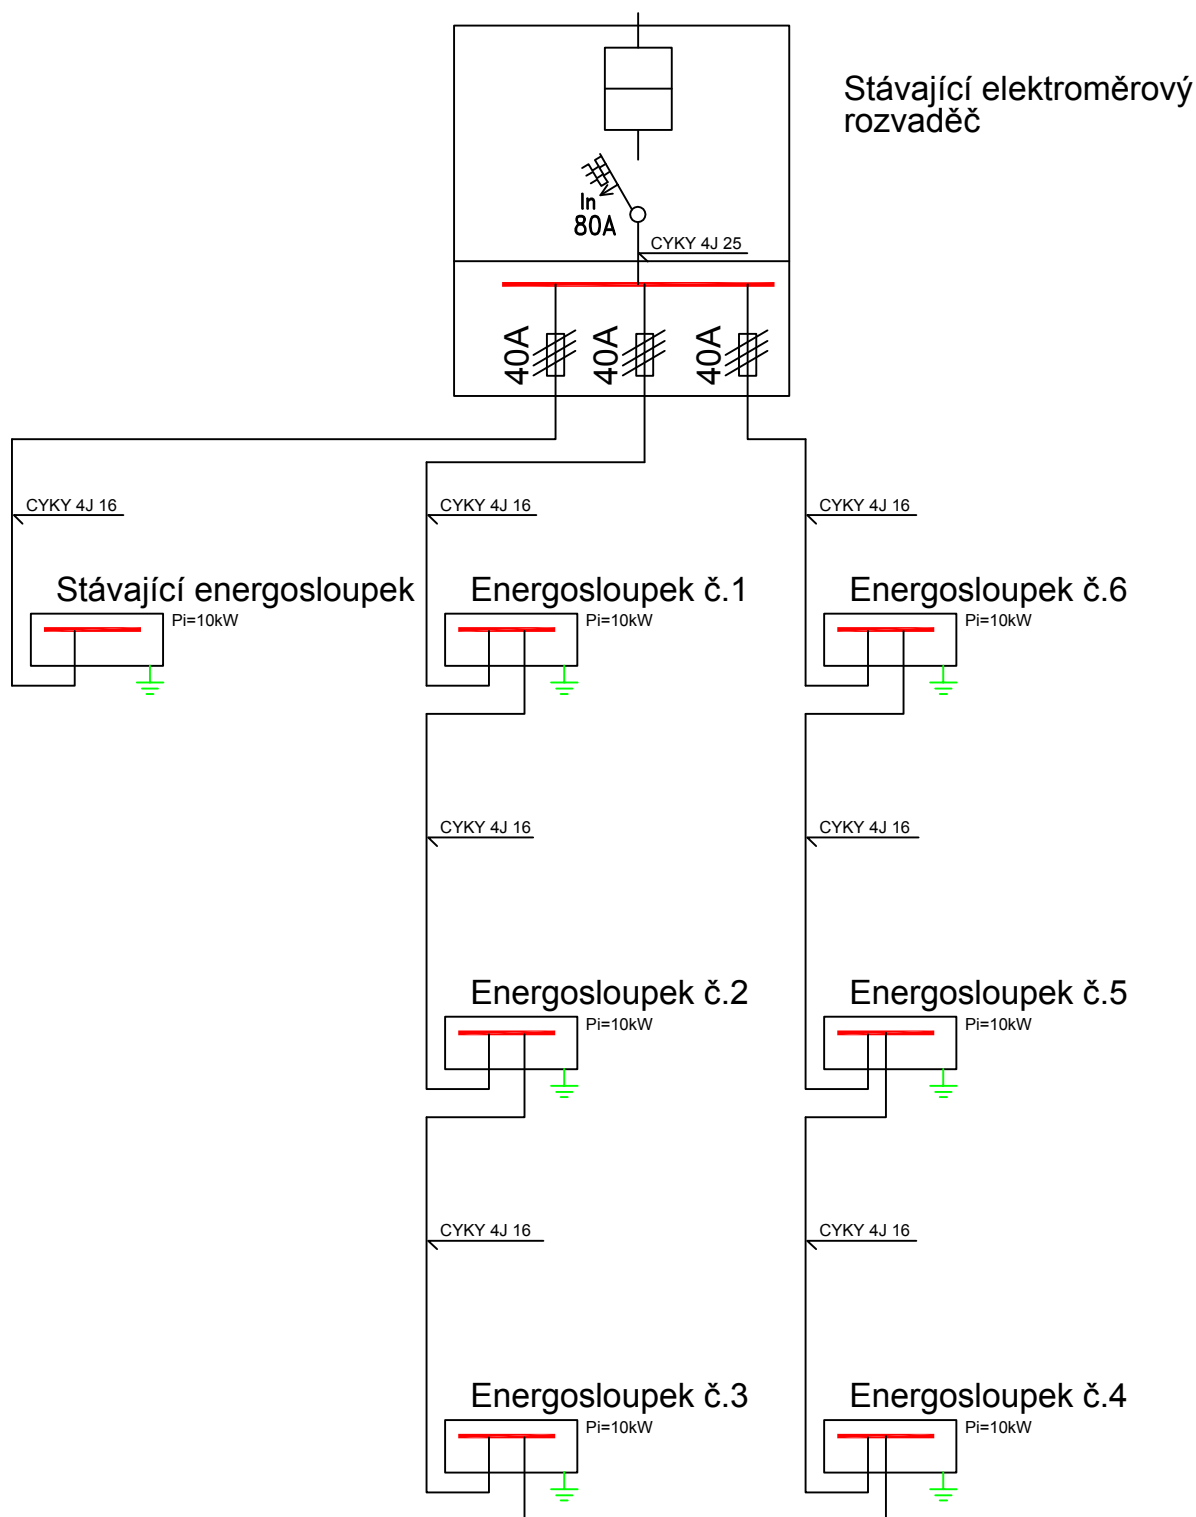 Stávající elektroměrový
rozvaděč
In
80A
CYKY 4J 25
40A
40A
40A
CYKY 4J 16
CYKY 4J 16
CYKY 4J 16
Stávající energosloupek
Pi=10kW
Energosloupek č.1
Pi=10kW
Energosloupek č.6
Pi=10kW
CYKY 4J 16
CYKY 4J 16
Energosloupek č.2
Pi=10kW
Energosloupek č.5
Pi=10kW
CYKY 4J 16
CYKY 4J 16
Energosloupek č.3
Pi=10kW
Energosloupek č.4
Pi=10kW